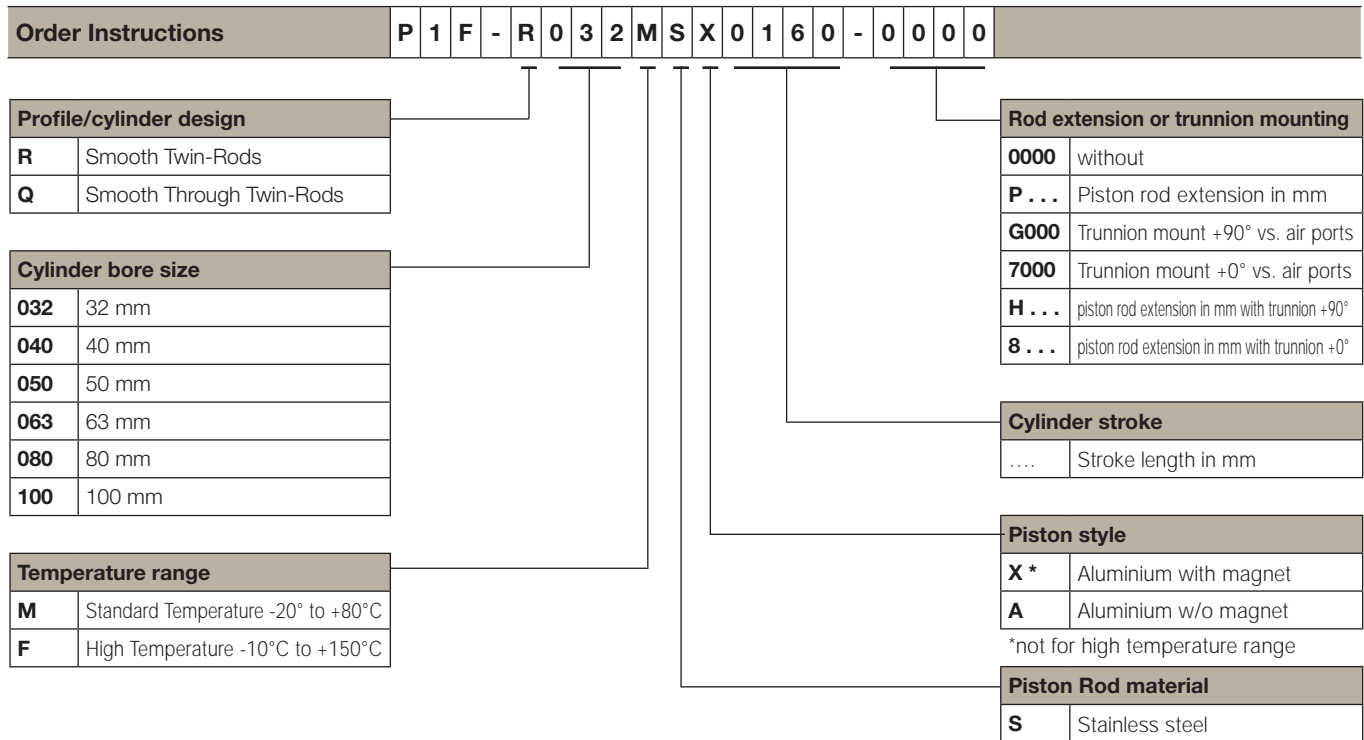 Order Instructions P 1 F - R 0 3 2 M S X 0 1 6 0 - 0 0 0 0
Profile/cylinder design
R Smooth Twin-Rods
Q Smooth Through Twin-Rods
Cylinder bore size
032 32 mm
040 40 mm
050 50 mm
063 63 mm
080 80 mm
100 100 mm
Temperature range
M Standard Temperature -20° to +80°C
F High Temperature -10°C to +150°C
Rod extension or trunnion mounting
0000 without
P . . . Piston rod extension in mm
G000 Trunnion mount +90° vs. air ports
7000 Trunnion mount +0° vs. air ports
H . . . piston rod extension in mm with trunnion +90°
8 . . . piston rod extension in mm with trunnion +0°
Cylinder stroke
.... Stroke length in mm
Piston style
X * Aluminium with magnet
A Aluminium w/o magnet
*not for high temperature range
Piston Rod material
S Stainless steel